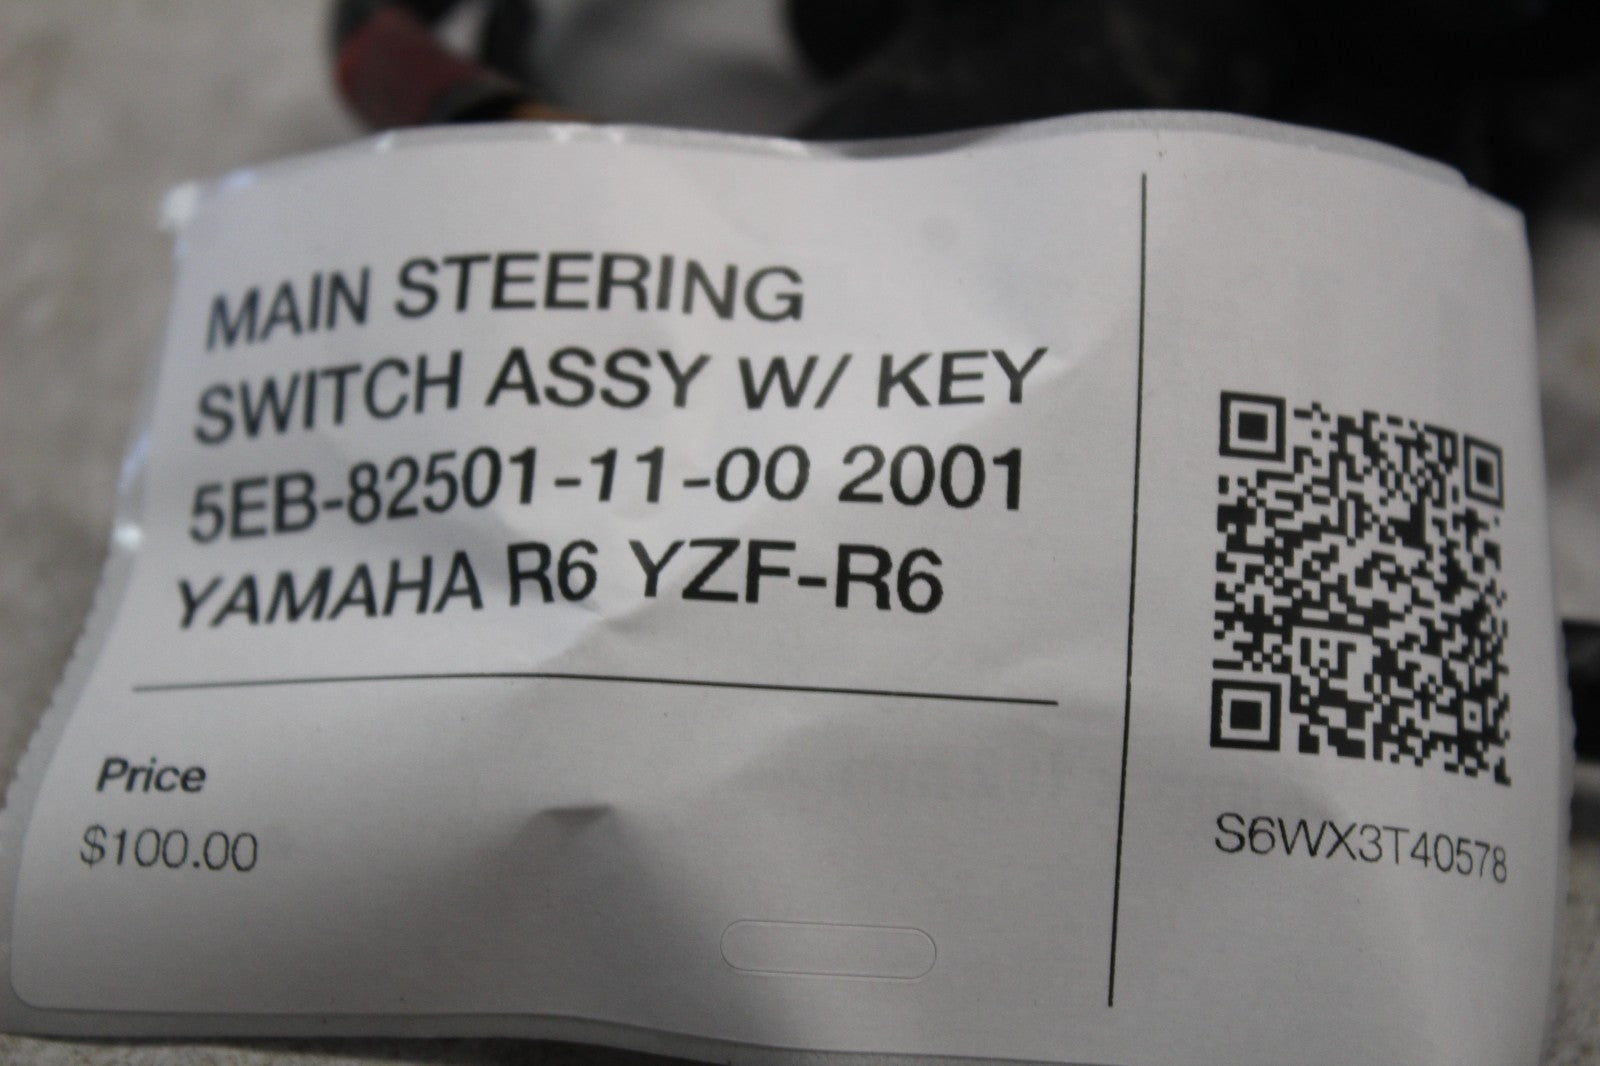 MAIN STEERING
SWITCH ASSY W/ KEY
5EB-82501-11-00 2001
YAMAHA R6 YZF-R6
Price
$100.00
S6WX3T40578